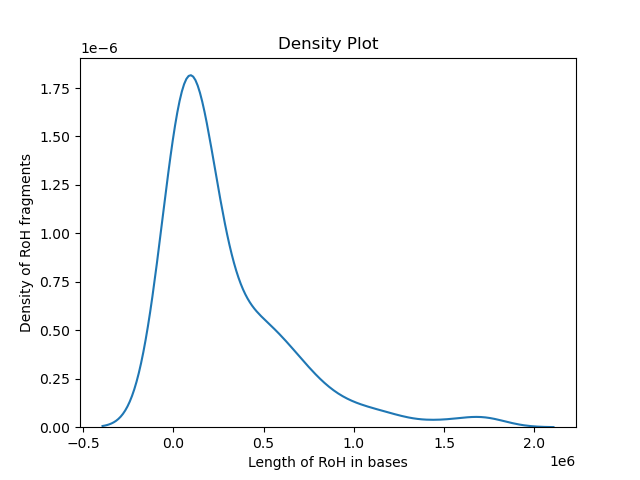 Density Plot
1e−6
1.75
1.50
1.25
1.00
0.75
0.50
0.25
0.00
Density of RoH fragments
−0.5
0.0
0.5
1.0
1.5
2.0
1e6
Length of RoH in bases